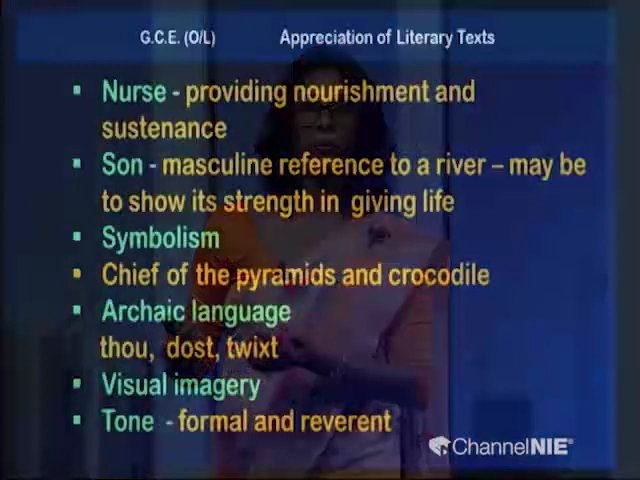 G.C.E. (O/L) Appreciation of Literary Texts
Nurse - providing nourishment and
sustenance
Son - masculine reference to a river – may be
to show its strength in giving life
Symbolism
Chief of the pyramids and crocodile
Archaic language
thou, dost, twixt
Visual imagery
Tone - formal and reverent
ChannelNIE